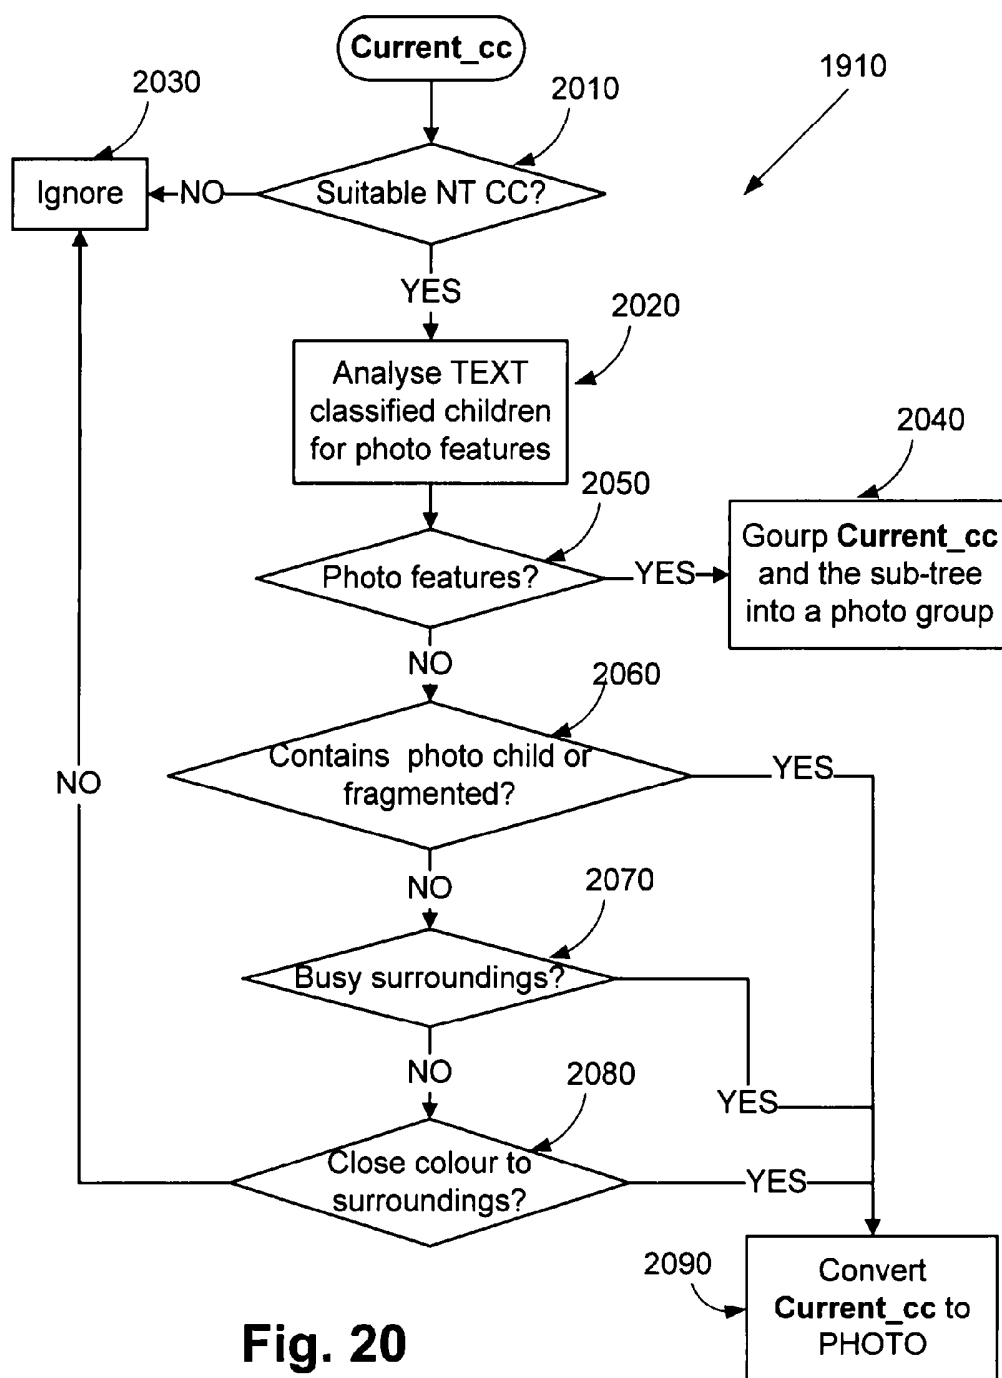 Current_cc
1910
2030
2010
Ignore
NO
Suitable NT CC?
YES
2020
Analyse TEXT
classified children
for photo features
2040
2050
Gourp Current_cc
and the sub-tree
into a photo group
Photo features?
YES
NO
2060
Contains photo child or
fragmented?
YES
NO
NO
2070
Busy surroundings?
NO
2080
YES
Close colour to
surroundings?
YES
2090
Convert
Current_cc to
PHOTO
Fig. 20